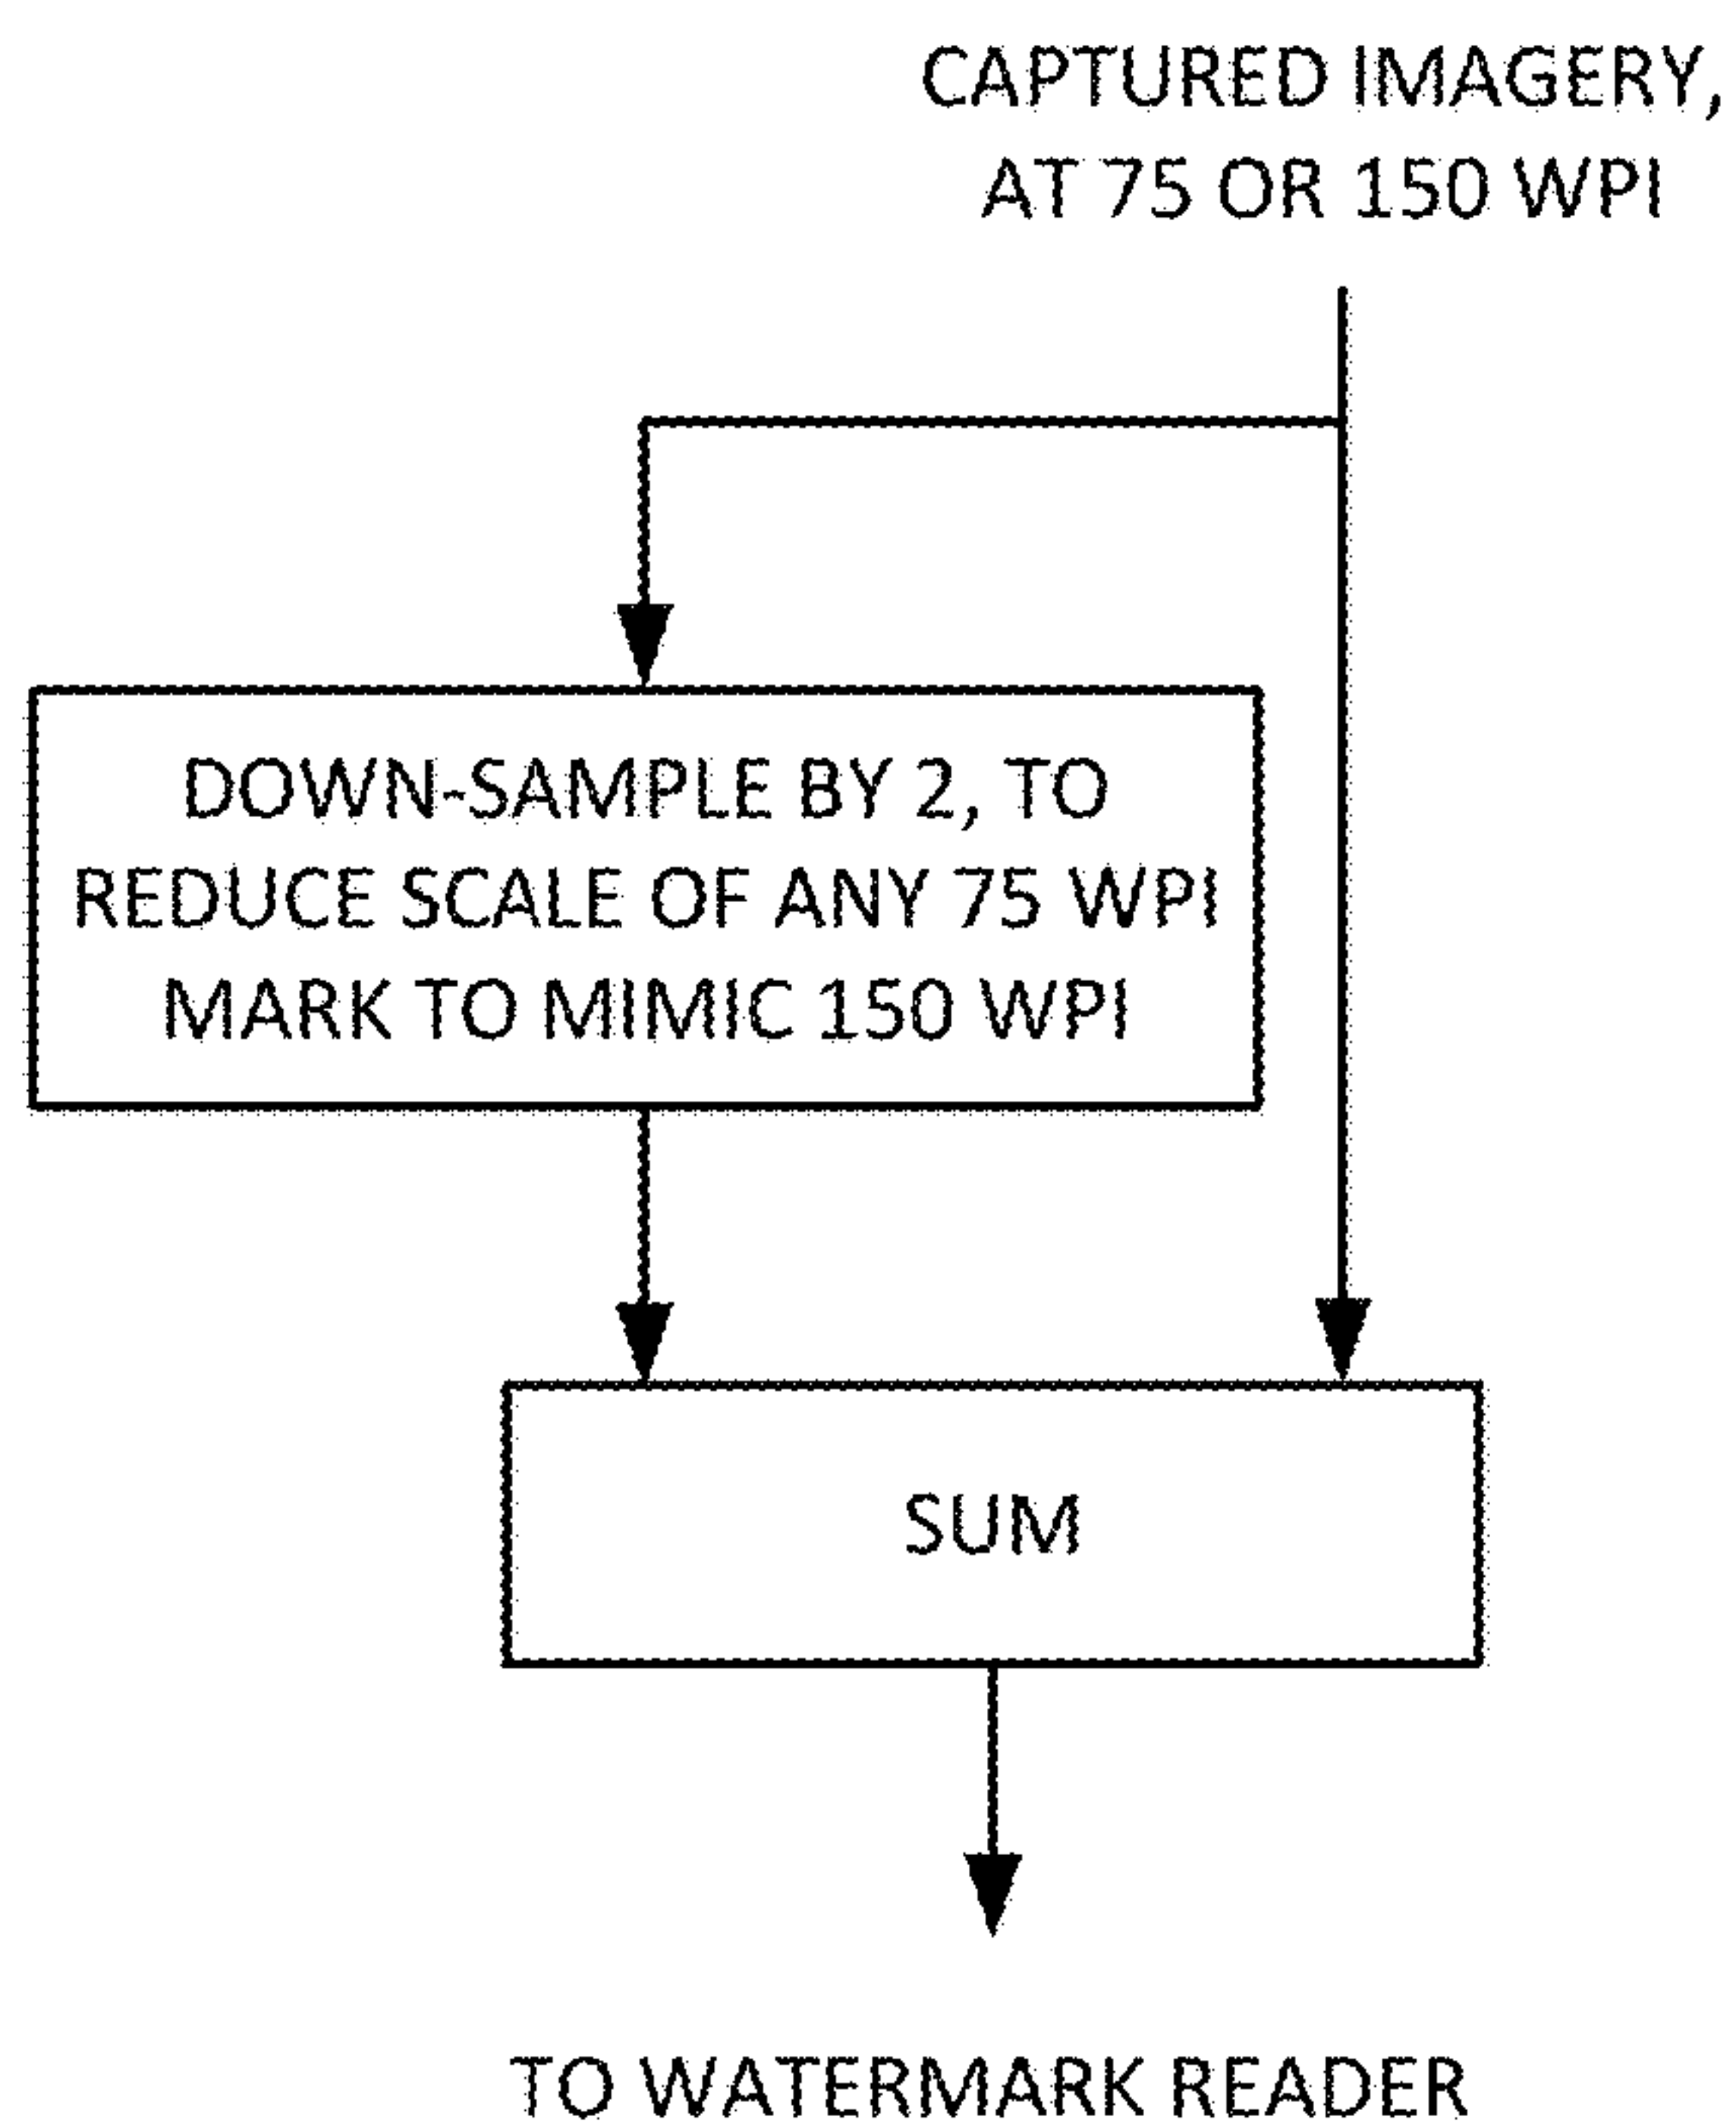 CAPTURED IMAGERY,
AT 75 OR 150 WPI
DOWN-SAMPLE BY 2, TO
REDUCE SCALE OF ANY 75 WPI
MARK TO MIMIC 150 WPI
SUM
TO WATERMARK READER